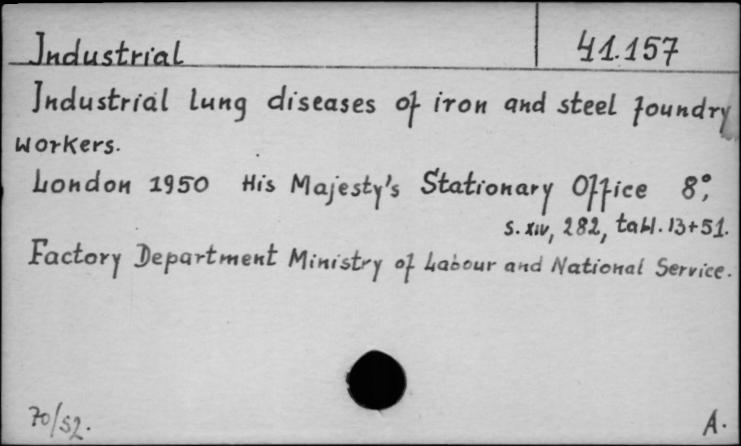 Industrial 41.157
Industrial lung diseases of iron and steel foundry
workers.
London 1950 His Majesty's Stationary Office 8°,
s. xiv, 282, tabl. 13+51.
Factory Department Ministry of Labour and National Service.
70/52. A.